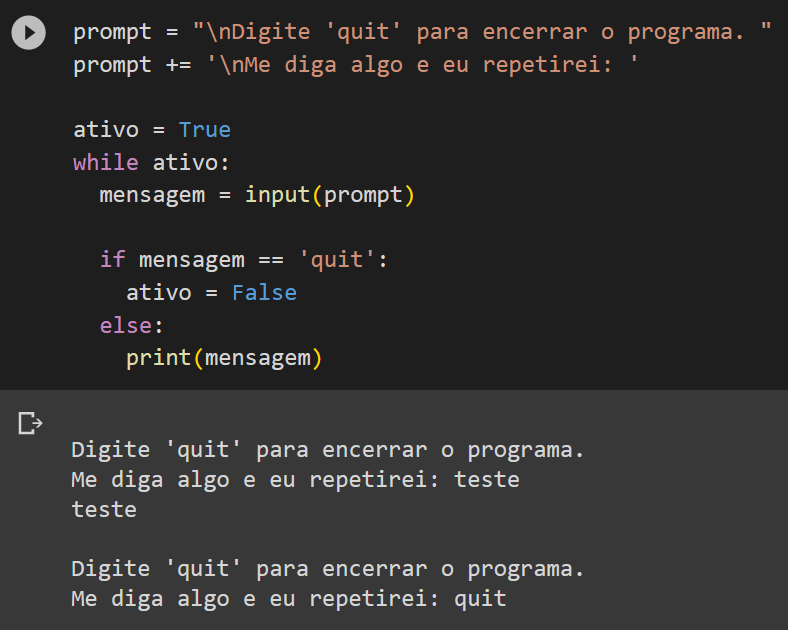 prompt = "\nDigite 'quit' para encerrar o programa. "
prompt += '\nMe diga algo e eu repetirei: '
ativo = True
while ativo:
  mensagem = input(prompt)
  if mensagem == 'quit':
    ativo = False
  else:
    print(mensagem)
Digite 'quit' para encerrar o programa.
Me diga algo e eu repetirei: teste
teste
Digite 'quit' para encerrar o programa.
Me diga algo e eu repetirei: quit